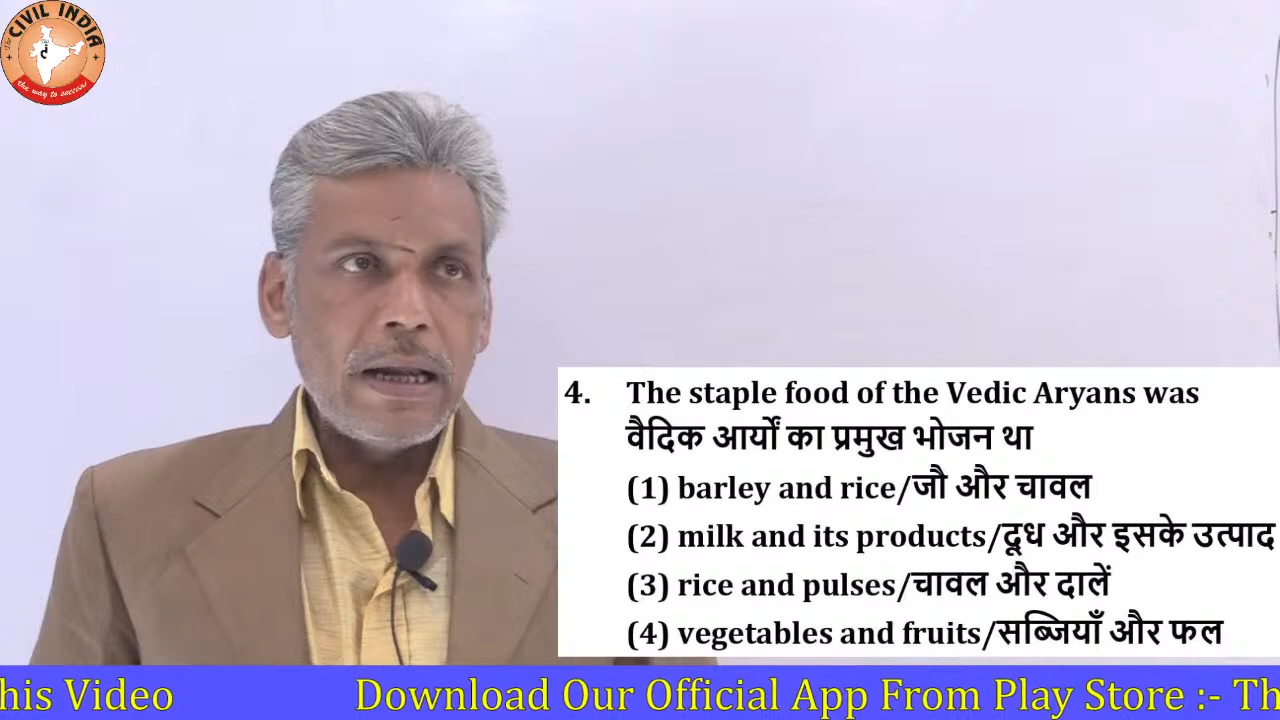 The CIVIL INDIA
the way to success
4. The staple food of the Vedic Aryans was
वैदिक आर्यों का प्रमुख भोजन था
(1) barley and rice/जौ और चावल
(2) milk and its products/दूध और इसके उत्पाद
(3) rice and pulses/चावल और दालें
(4) vegetables and fruits/सब्जियाँ और फल
his Video Download Our Official App From Play Store :- Th